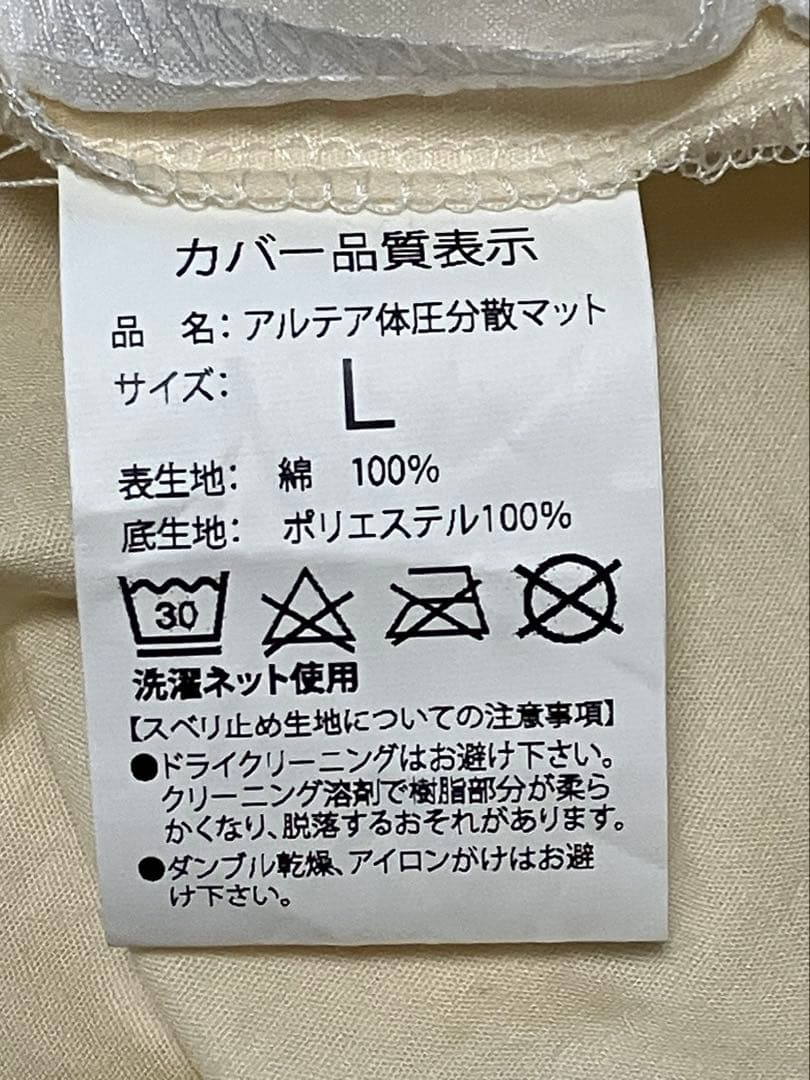 カバー品質表示
品　名：アルテア体圧分散マット
サイズ：　L
表生地：　綿　100%
底生地：　ポリエステル100%
30
洗濯ネット使用
【スベリ止め生地についての注意事項】
●ドライクリーニングはお避け下さい。
クリーニング溶剤で樹脂部分が柔ら
かくなり、脱落するおそれがあります。
●ダンブル乾燥、アイロンがけはお避
け下さい。